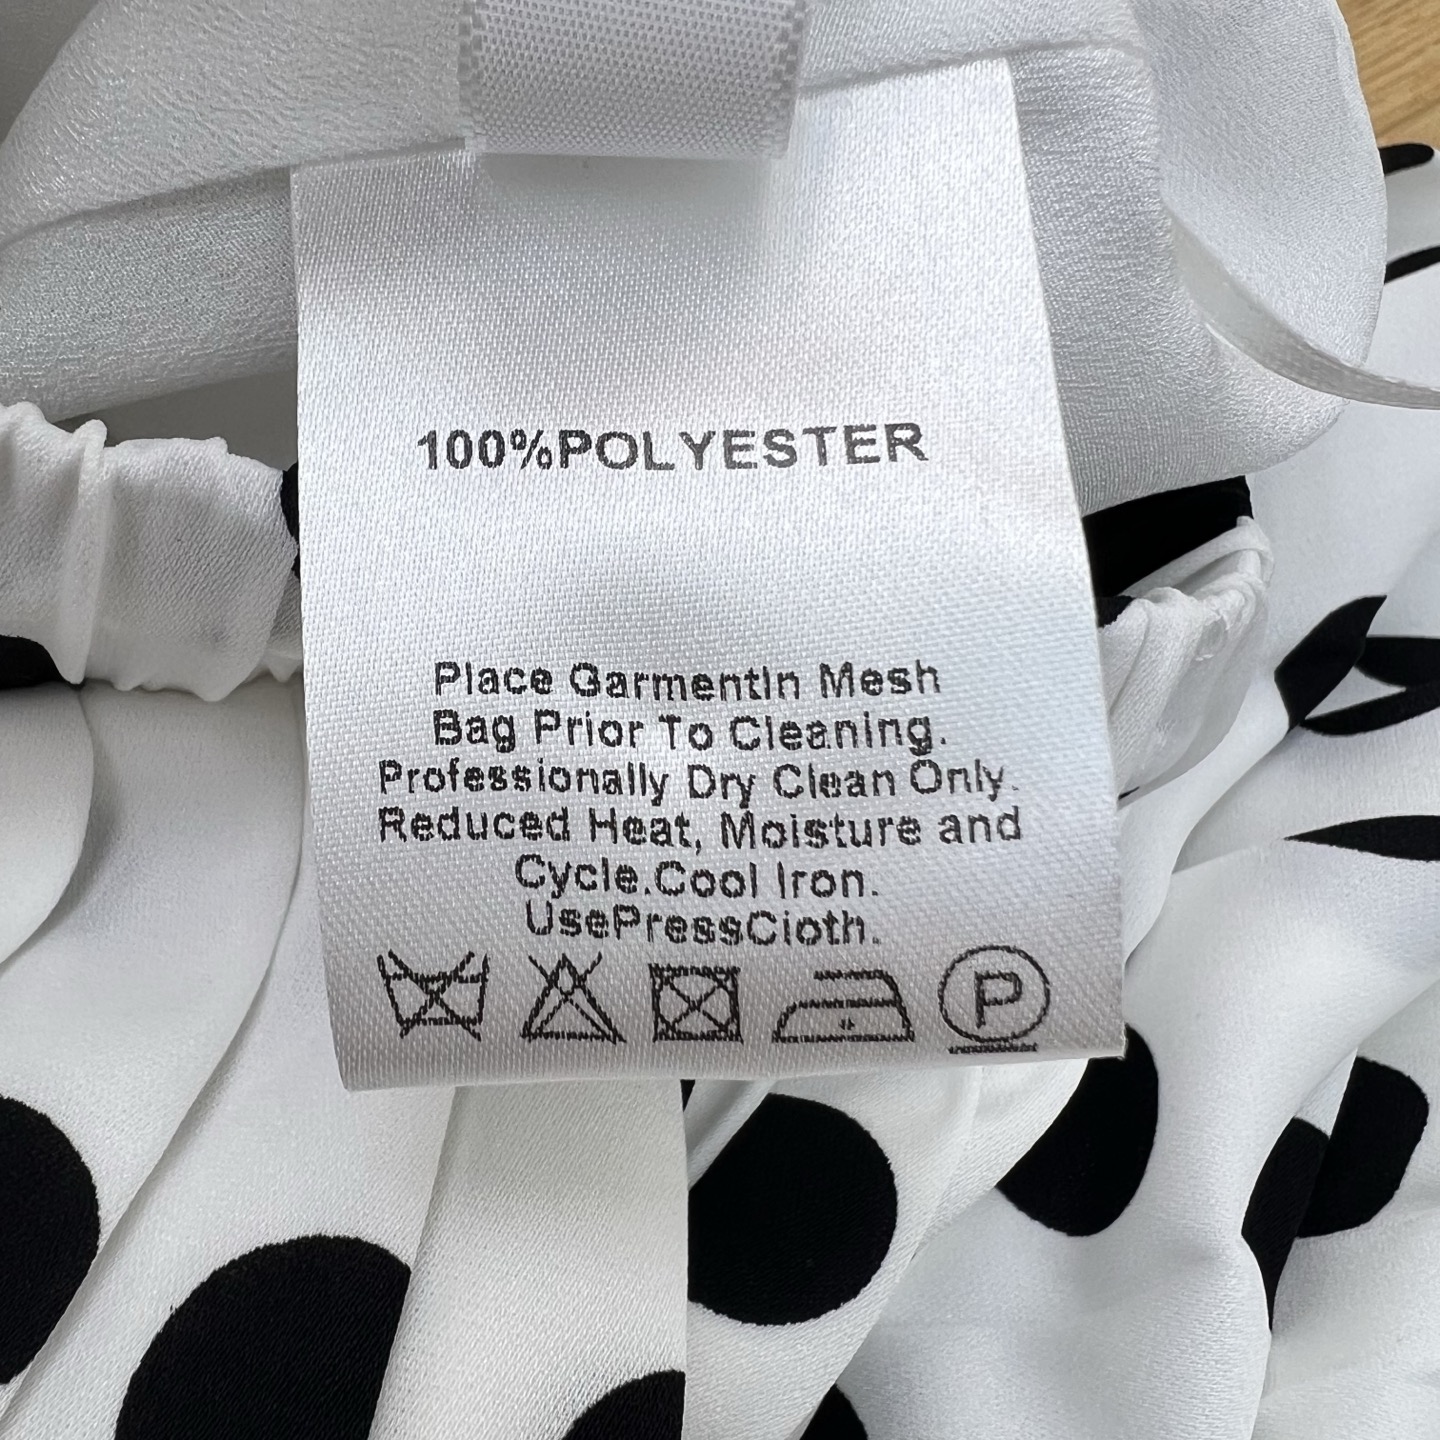 100%POLYESTER
Place GarmentIn Mesh
Bag Prior To Cleaning.
Professionally Dry Clean Only.
Reduced Heat, Moisture and
Cycle.Cool Iron.
UsePressCloth.
P